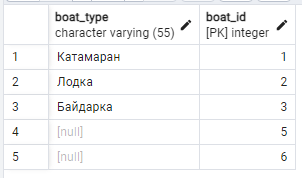 boat_type boat_id
character varying (55) [PK] integer
1 Катамаран 1
2 Лодка 2
3 Байдарка 3
4 [null] 5
5 [null] 6